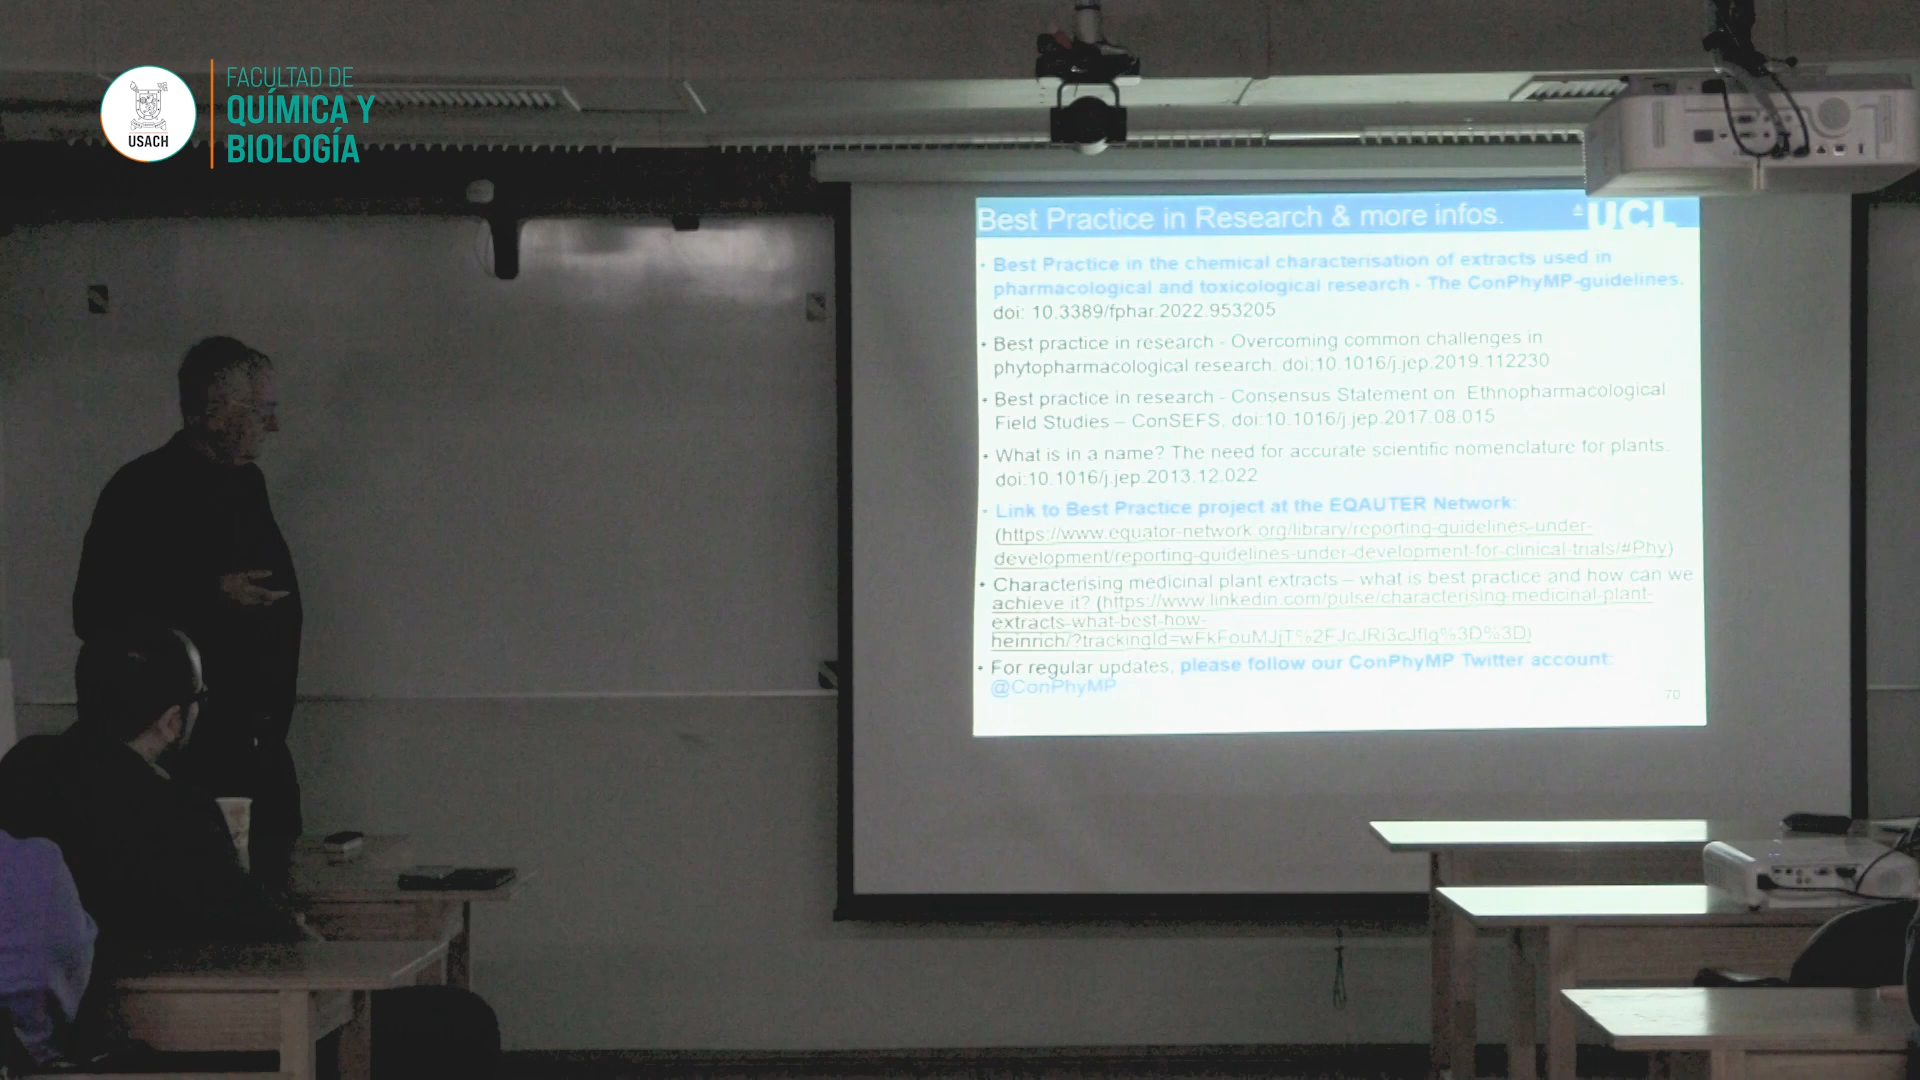 USACH
FACULTAD DE
QUÍMICA Y
BIOLOGÍA
Best Practice in Research & more infos.
UCL
• Best Practice in the chemical characterisation of extracts used in
pharmacological and toxicological research - The ConPhyMP-guidelines.
doi: 10.3389/fphar.2022.953205
• Best practice in research - Overcoming common challenges in
phytopharmacological research. doi:10.1016/j.jep.2019.112230
• Best practice in research - Consensus Statement on Ethnopharmacological
Field Studies – ConSEFS. doi:10.1016/j.jep.2017.08.015
• What is in a name? The need for accurate scientific nomenclature for plants.
doi:10.1016/j.jep.2013.12.022
• Link to Best Practice project at the EQAUTER Network:
(https://www.equator-network.org/library/reporting-guidelines-under-
development/reporting-guidelines-under-development-for-clinical-trials/#Phy)
• Characterising medicinal plant extracts – what is best practice and how can we
achieve it? (https://www.linkedin.com/pulse/characterising-medicinal-plant-
extracts-what-best-how-
heinrich/?trackingId=wFkFouMJjT%2FJcJRi3cJfIg%3D%3D)
• For regular updates, please follow our ConPhyMP Twitter account:
@ConPhyMP
70